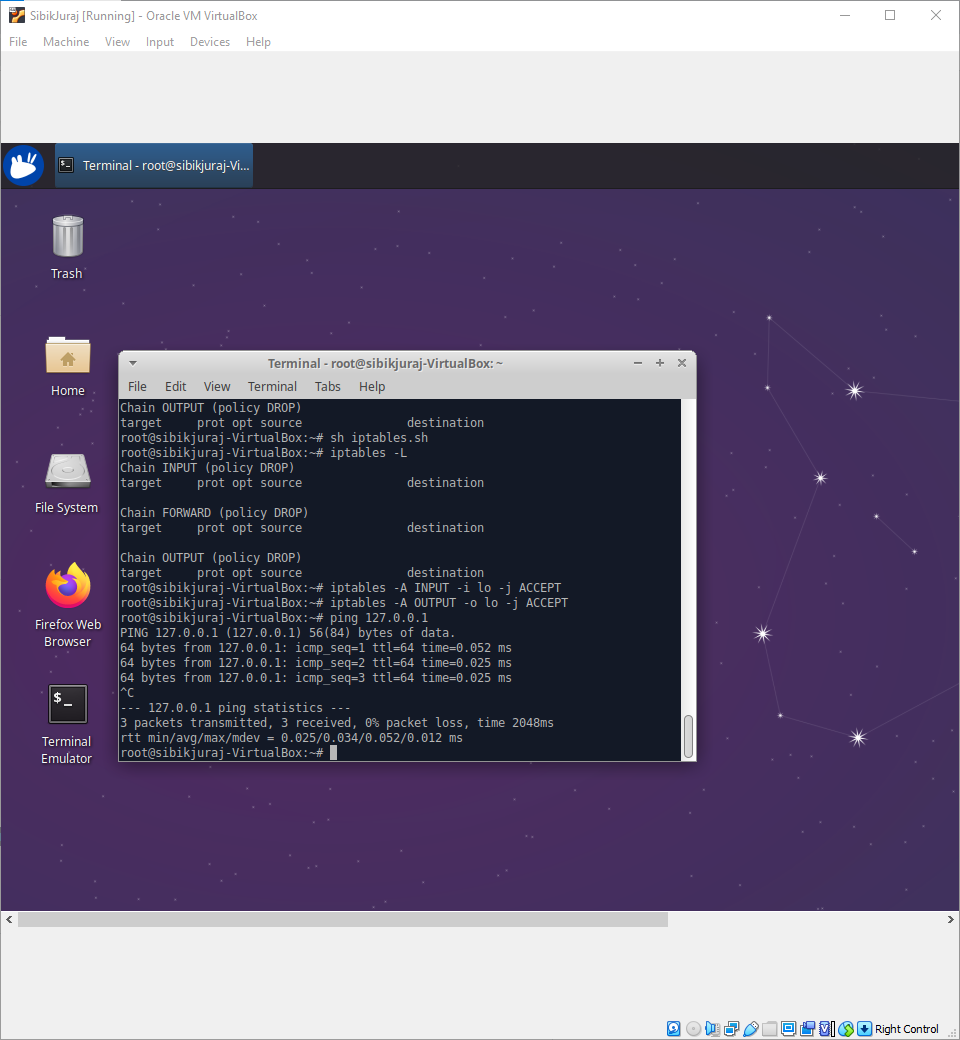 SibikJuraj [Running] - Oracle VM VirtualBox
File Machine View Input Devices Help
Terminal - root@sibikjuraj-Vi...
Trash
Home
File System
Firefox Web
Browser
Terminal
Emulator
Terminal - root@sibikjuraj-VirtualBox: ~
File Edit View Terminal Tabs Help
Chain OUTPUT (policy DROP)
target     prot opt source               destination
root@sibikjuraj-VirtualBox:~# sh iptables.sh
root@sibikjuraj-VirtualBox:~# iptables -L
Chain INPUT (policy DROP)
target     prot opt source               destination
Chain FORWARD (policy DROP)
target     prot opt source               destination
Chain OUTPUT (policy DROP)
target     prot opt source               destination
root@sibikjuraj-VirtualBox:~# iptables -A INPUT -i lo -j ACCEPT
root@sibikjuraj-VirtualBox:~# iptables -A OUTPUT -o lo -j ACCEPT
root@sibikjuraj-VirtualBox:~# ping 127.0.0.1
PING 127.0.0.1 (127.0.0.1) 56(84) bytes of data.
64 bytes from 127.0.0.1: icmp_seq=1 ttl=64 time=0.052 ms
64 bytes from 127.0.0.1: icmp_seq=2 ttl=64 time=0.025 ms
64 bytes from 127.0.0.1: icmp_seq=3 ttl=64 time=0.025 ms
^C
--- 127.0.0.1 ping statistics ---
3 packets transmitted, 3 received, 0% packet loss, time 2048ms
rtt min/avg/max/mdev = 0.025/0.034/0.052/0.012 ms
root@sibikjuraj-VirtualBox:~#
Right Control